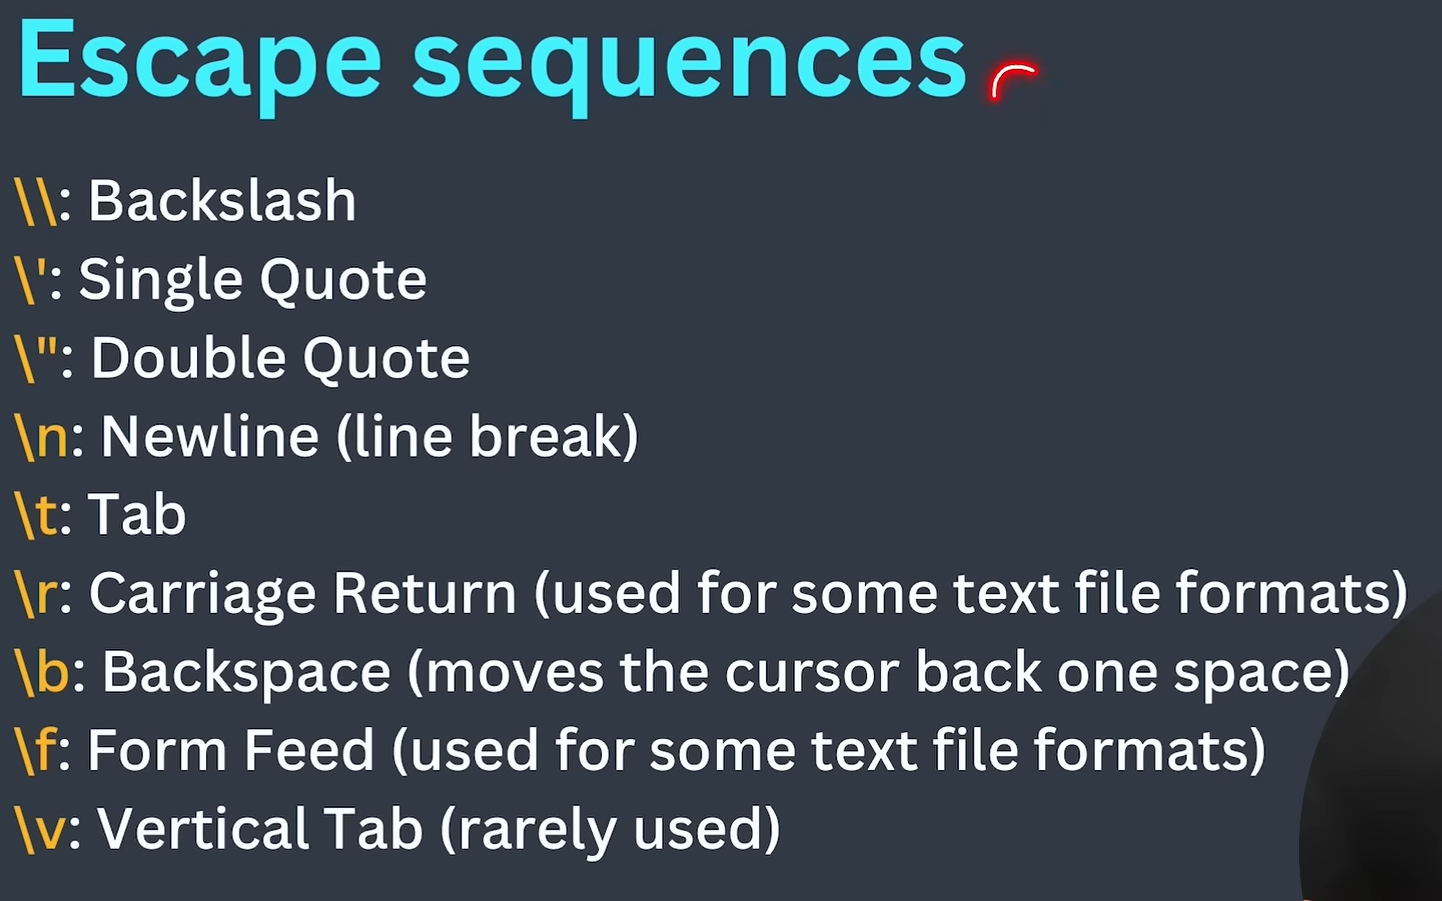 Escape sequences
\\: Backslash
\': Single Quote
\": Double Quote
\n: Newline (line break)
\t: Tab
\r: Carriage Return (used for some text file formats)
\b: Backspace (moves the cursor back one space)
\f: Form Feed (used for some text file formats)
\v: Vertical Tab (rarely used)